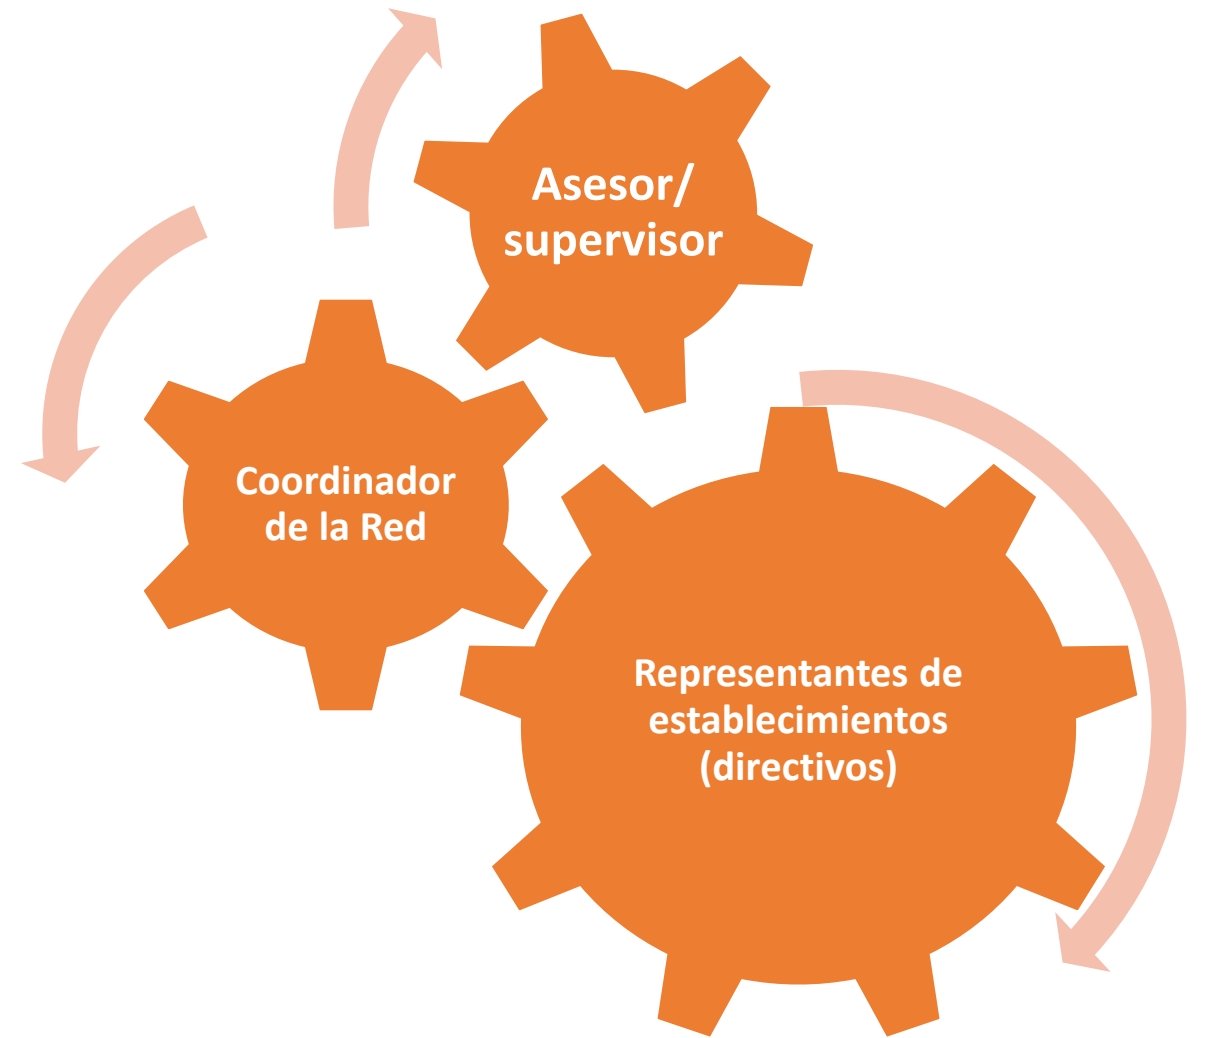 Asesor/
supervisor
Coordinador
de la Red
Representantes de
establecimientos
(directivos)